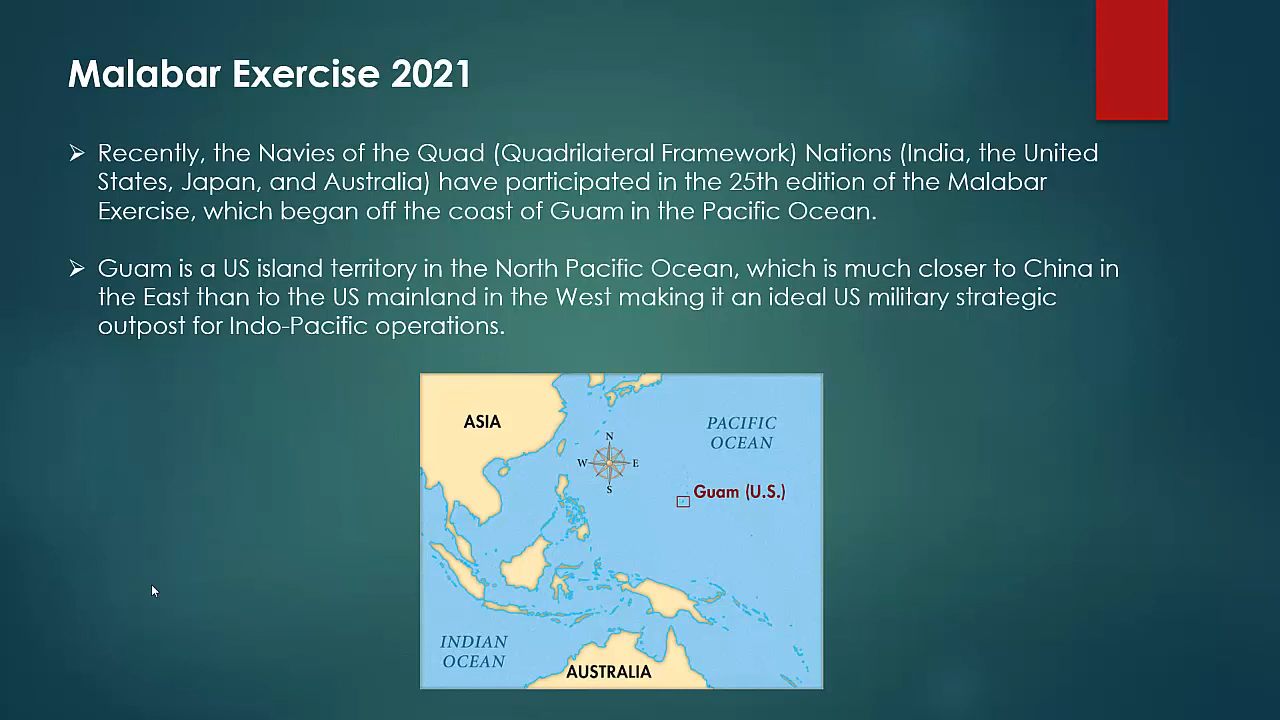 Malabar Exercise 2021
Recently, the Navies of the Quad (Quadrilateral Framework) Nations (India, the United
States, Japan, and Australia) have participated in the 25th edition of the Malabar
Exercise, which began off the coast of Guam in the Pacific Ocean.
Guam is a US island territory in the North Pacific Ocean, which is much closer to China in
the East than to the US mainland in the West making it an ideal US military strategic
outpost for Indo-Pacific operations.
ASIA
PACIFIC
OCEAN
N
W
E
S
Guam (U.S.)
INDIAN
OCEAN
AUSTRALIA